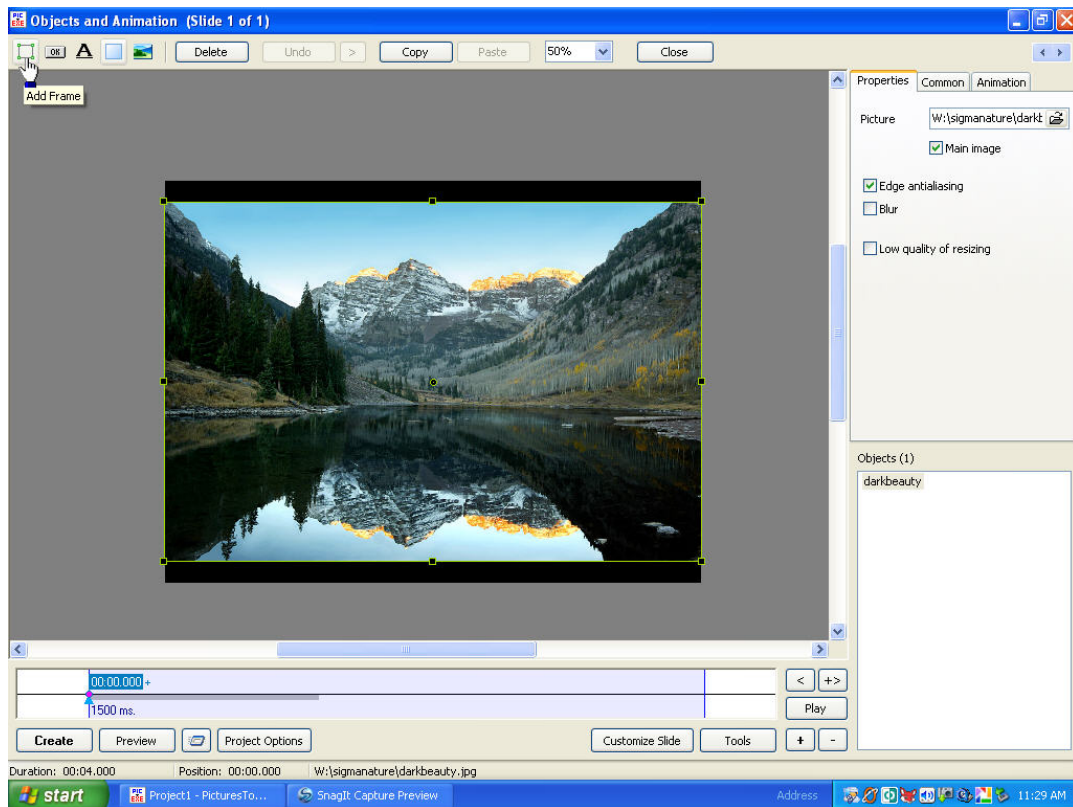 PIC EXE Objects and Animation (Slide 1 of 1)
OK A Delete Undo > Copy Paste 50% Close
Add Frame
Properties Common Animation
Picture W:\sigmanature\darkb
Main image
Edge antialiasing
Blur
Low quality of resizing
Objects (1)
darkbeauty
00:00.000 +
1500 ms.
< +>
Play
Create Preview Project Options Customize Slide Tools + -
Duration: 00:04.000 Position: 00:00.000 W:\sigmanature\darkbeauty.jpg
start Project1 - PicturesTo... SnagIt Capture Preview Address 11:29 AM